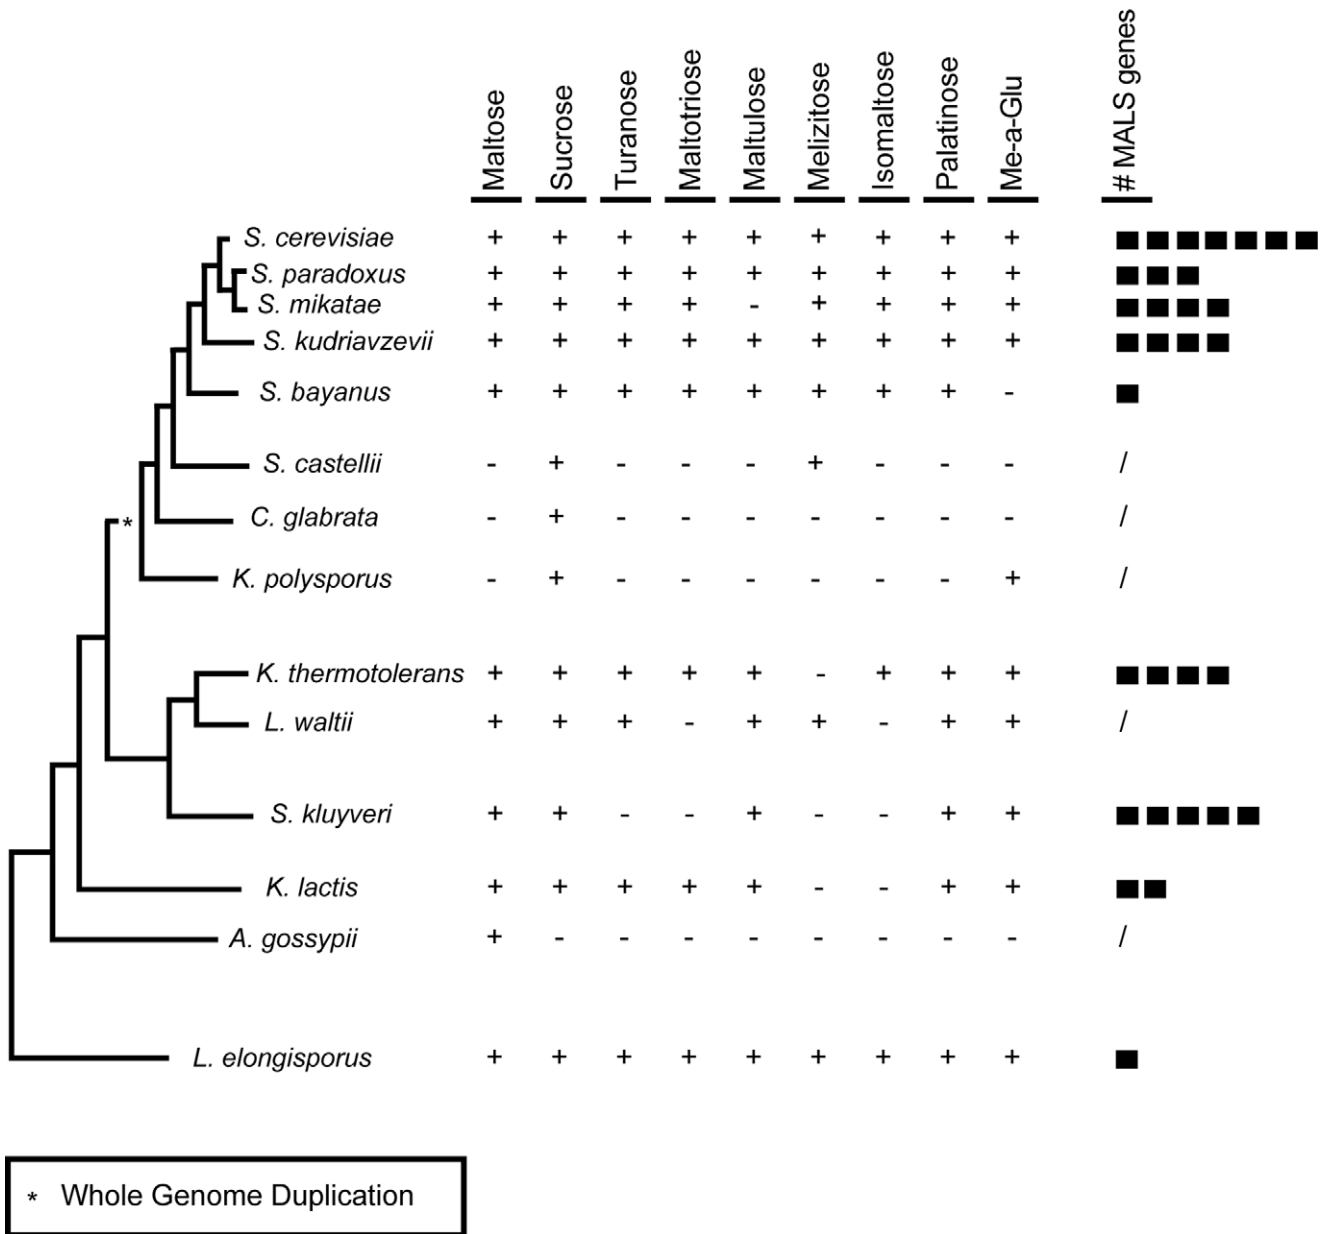 Maltose Sucrose Turanose Maltotriose Maltulose Melizitose Isomaltose Palatinose Me-a-Glu # MALS genes
S. cerevisiae + + + + + + + + +
S. paradoxus + + + + + + + + +
S. mikatae + + + + - + + + +
S. kudriavzevii + + + + + + + + +
S. bayanus + + + + + + + + -
S. castellii - + - - - + - - - /
C. glabrata - + - - - - - - - /
K. polysporus - + - - - - - - + /
*
K. thermotolerans + + + + + - + + +
L. waltii + + + - + + - + + /
S. kluyveri + + - - + - - + +
K. lactis + + + + + - - + +
A. gossypii + - - - - - - - - /
L. elongisporus + + + + + + + + +
* Whole Genome Duplication